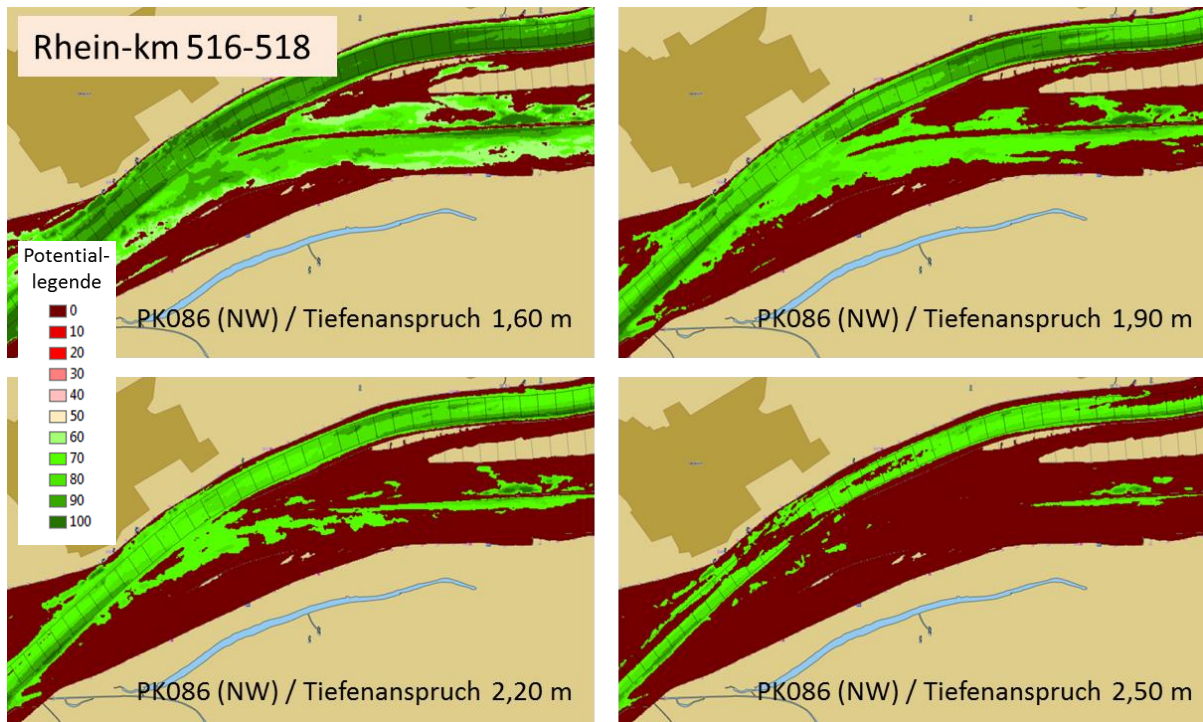 Rhein-km 516-518
PK086 (NW) / Tiefenanspruch 1,60 m
PK086 (NW) / Tiefenanspruch 1,90 m
Potential-
legende
0
10
20
30
40
50
60
70
80
90
100
PK086 (NW) / Tiefenanspruch 2,20 m
PK086 (NW) / Tiefenanspruch 2,50 m